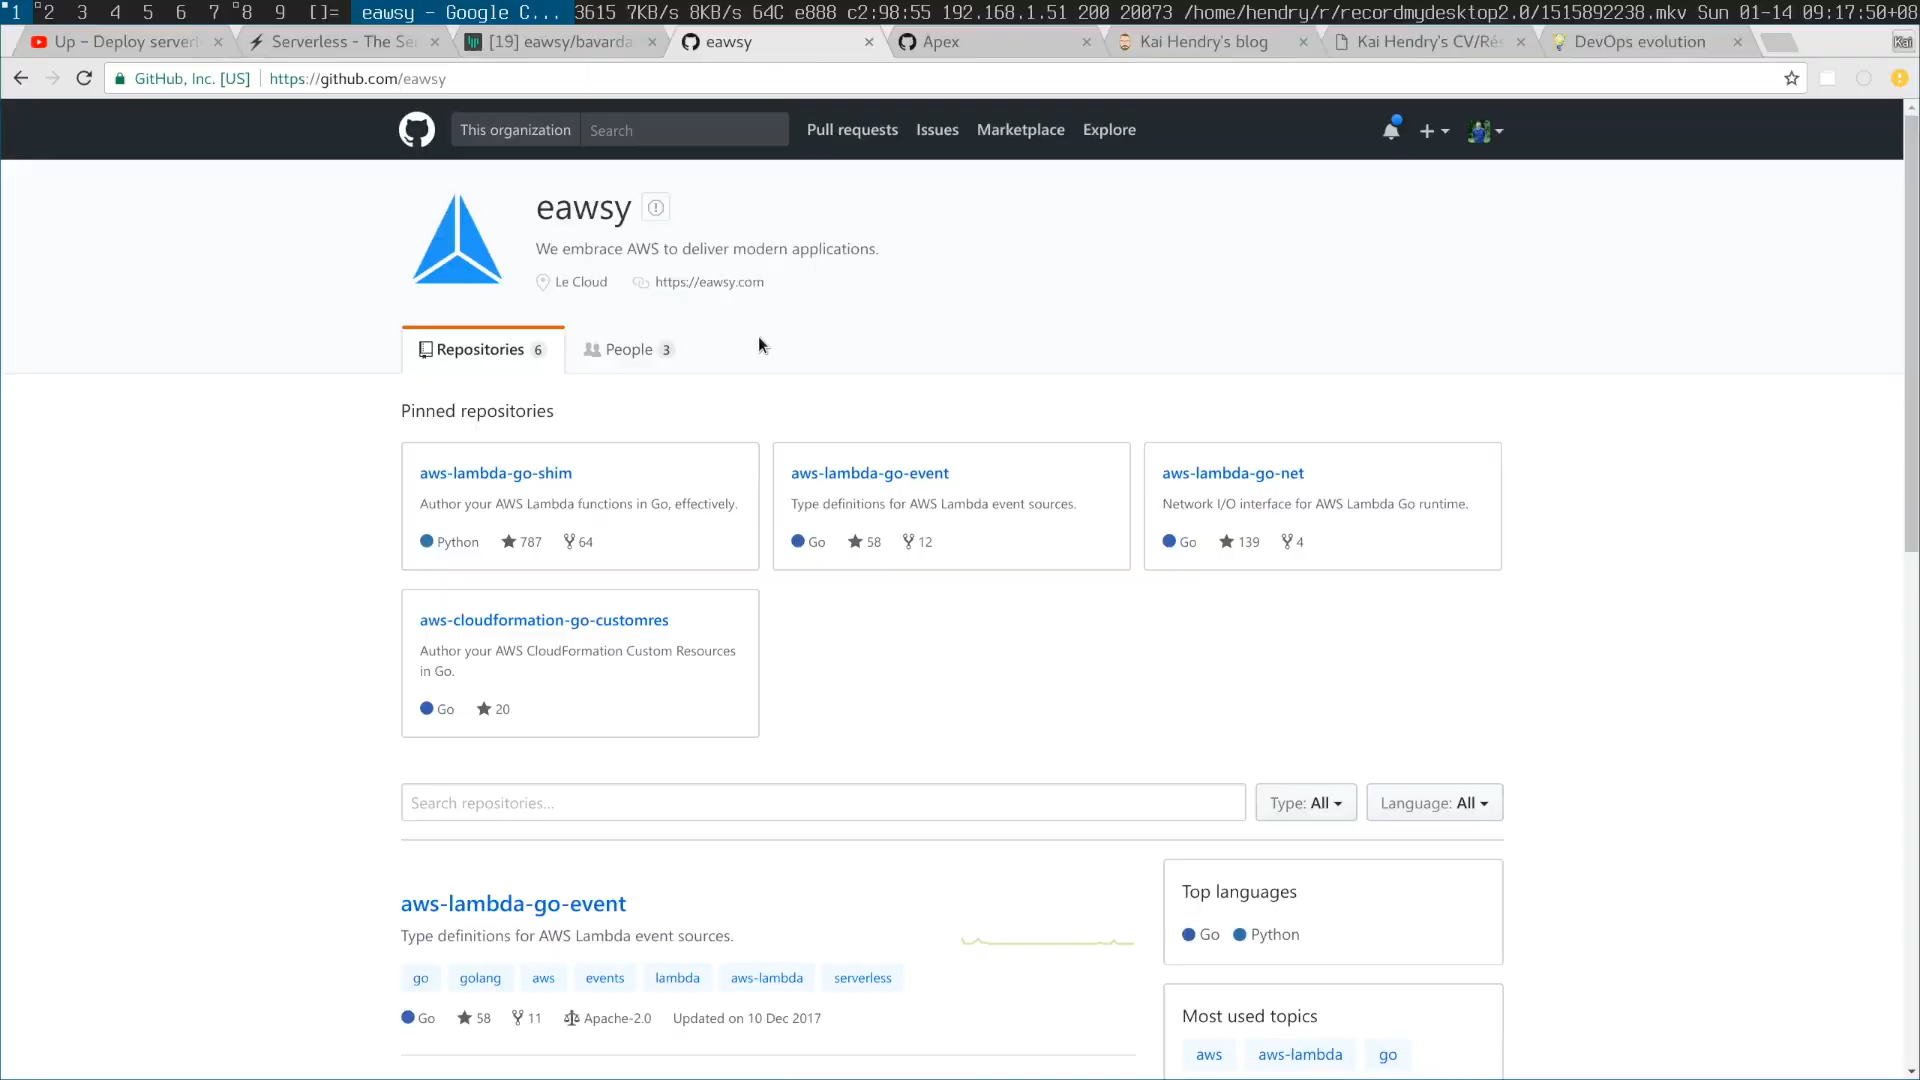 1 2 3 4 5 6 7 8 9 []= eawsy - Google C... 3615 7KB/s 8KB/s 64C e888 c2:98:55 192.168.1.51 200 20073 /home/hendry/r/recordmydesktop2.0/1515892238.mkv Sun 01-14 09:17:50+08
Up – Deploy server Serverless - The Se [19] eawsy/bavarda eawsy Apex Kai Hendry's blog Kai Hendry's CV/Rés DevOps evolution Kai
GitHub, Inc. [US] https://github.com/eawsy
This organization Search Pull requests Issues Marketplace Explore
eawsy
We embrace AWS to deliver modern applications.
Le Cloud https://eawsy.com
Repositories 6 People 3
Pinned repositories
aws-lambda-go-shim
Author your AWS Lambda functions in Go, effectively.
Python 787 64
aws-lambda-go-event
Type definitions for AWS Lambda event sources.
Go 58 12
aws-lambda-go-net
Network I/O interface for AWS Lambda Go runtime.
Go 139 4
aws-cloudformation-go-customres
Author your AWS CloudFormation Custom Resources
in Go.
Go 20
Search repositories... Type: All Language: All
aws-lambda-go-event
Type definitions for AWS Lambda event sources.
go golang aws events lambda aws-lambda serverless
Go 58 11 Apache-2.0 Updated on 10 Dec 2017
Top languages
Go Python
Most used topics
aws aws-lambda go